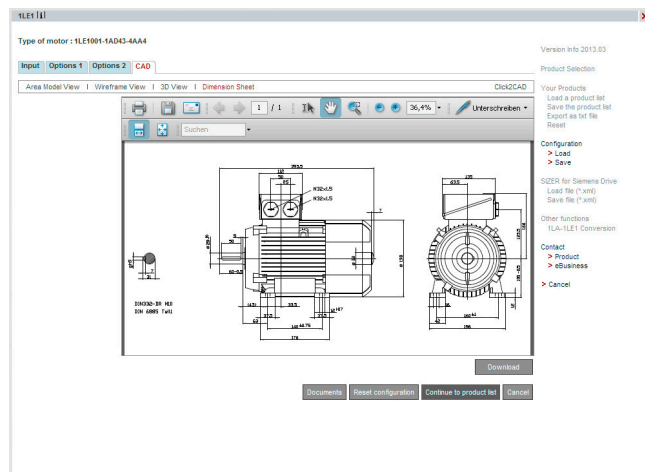 1LE1
Type of motor : 1LE1001-1AD43-4AA4
Input Options 1 Options 2 CAD
Area Model View I Wireframe View I 3D View I Dimension Sheet Click2CAD
1 / 1 36,4% Unterschreiben
Suchen
M32x1.5
M32x1.5
135
63.5
DIN332-DR M10
Download
Documents Reset configuration Continue to product list Cancel
Version Info 2013.03
Product Selection
Your Products
Load a product list
Save the product list
Export as txt file
Reset
Configuration
> Load
> Save
SIZER for Siemens Drive
Load file (*.xml)
Save file (*.xml)
Other functions
1LA-1LE1 Conversion
Contact
> Product
> eBusiness
> Cancel